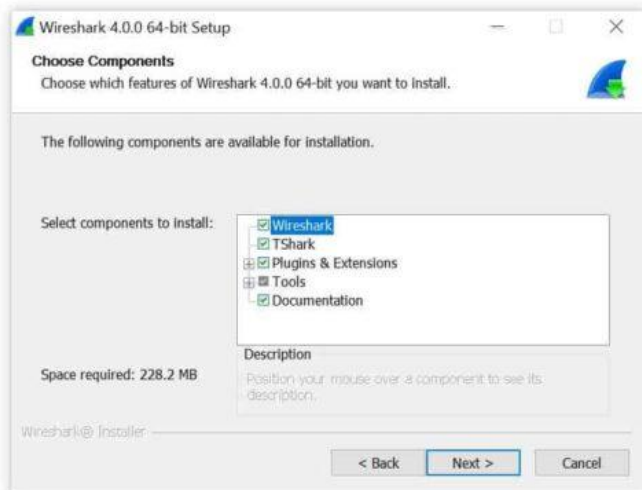 Wireshark 4.0.0 64-bit Setup
Choose Components
Choose which features of Wireshark 4.0.0 64-bit you want to install.
The following components are available for installation.
Select components to install:
Wireshark
TShark
Plugins & Extensions
Tools
Documentation
Space required: 228.2 MB
Description
Position your mouse over a component to see its
description.
Wireshark® Installer
< Back
Next >
Cancel